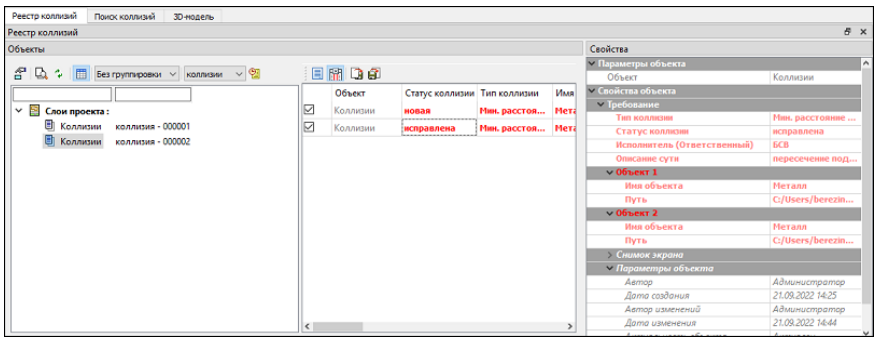 Реестр коллизий Поиск коллизий 3D-модель
Реестр коллизий
Объекты
Без группировки коллизии
Слои проекта :
Коллизии коллизия - 000001
Коллизии коллизия - 000002
Объект Статус коллизии Тип коллизии Имя
Коллизии новая Мин. расстоя... Мета
Коллизии исправлена Мин. расстоя... Мета
Свойства
Параметры объекта
Объект Коллизии
Свойства объекта
Требование
Тип коллизии Мин. расстояние ...
Статус коллизии исправлена
Исполнитель (Ответственный) БСВ
Описание сути пересечение под...
Объект 1
Имя объекта Металл
Путь C:/Users/berezin...
Объект 2
Имя объекта Металл
Путь C:/Users/berezin...
Снимок экрана
Параметры объекта
Автор Администратор
Дата создания 21.09.2022 14:25
Автор изменений Администратор
Дата изменения 21.09.2022 14:44